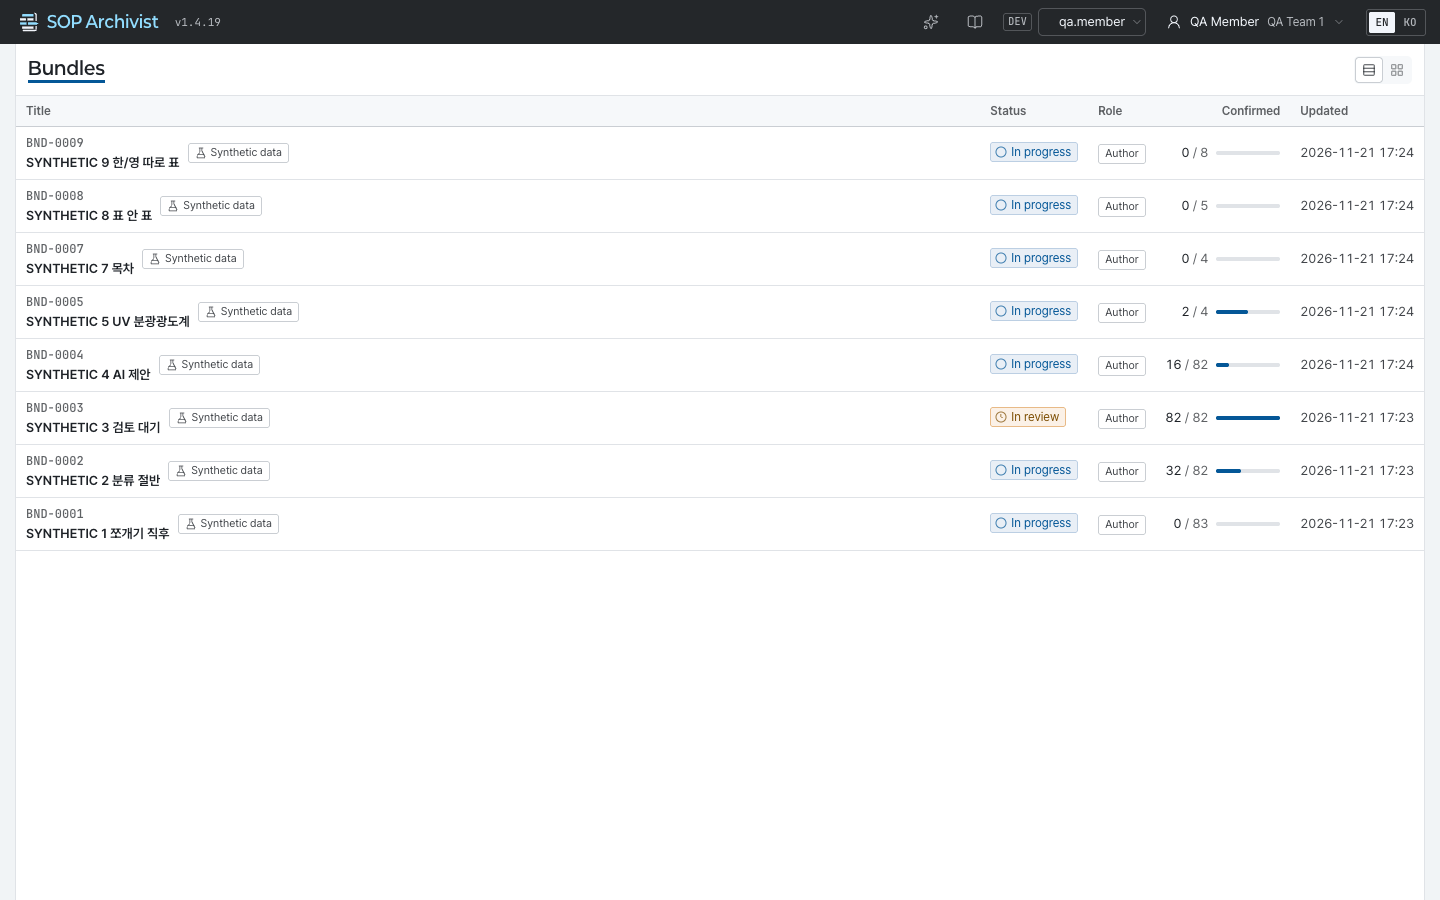 SOP Archivist v1.4.19 DEV qa.member QA Member QA Team 1 EN KO
Bundles
Title Status Role Confirmed Updated
BND-0009
SYNTHETIC 9 한/영 따로 표 Synthetic data In progress Author 0 / 8 2026-11-21 17:24
BND-0008
SYNTHETIC 8 표 안 표 Synthetic data In progress Author 0 / 5 2026-11-21 17:24
BND-0007
SYNTHETIC 7 목차 Synthetic data In progress Author 0 / 4 2026-11-21 17:24
BND-0005
SYNTHETIC 5 UV 분광광도계 Synthetic data In progress Author 2 / 4 2026-11-21 17:24
BND-0004
SYNTHETIC 4 AI 제안 Synthetic data In progress Author 16 / 82 2026-11-21 17:24
BND-0003
SYNTHETIC 3 검토 대기 Synthetic data In review Author 82 / 82 2026-11-21 17:23
BND-0002
SYNTHETIC 2 분류 절반 Synthetic data In progress Author 32 / 82 2026-11-21 17:23
BND-0001
SYNTHETIC 1 쪼개기 직후 Synthetic data In progress Author 0 / 83 2026-11-21 17:23